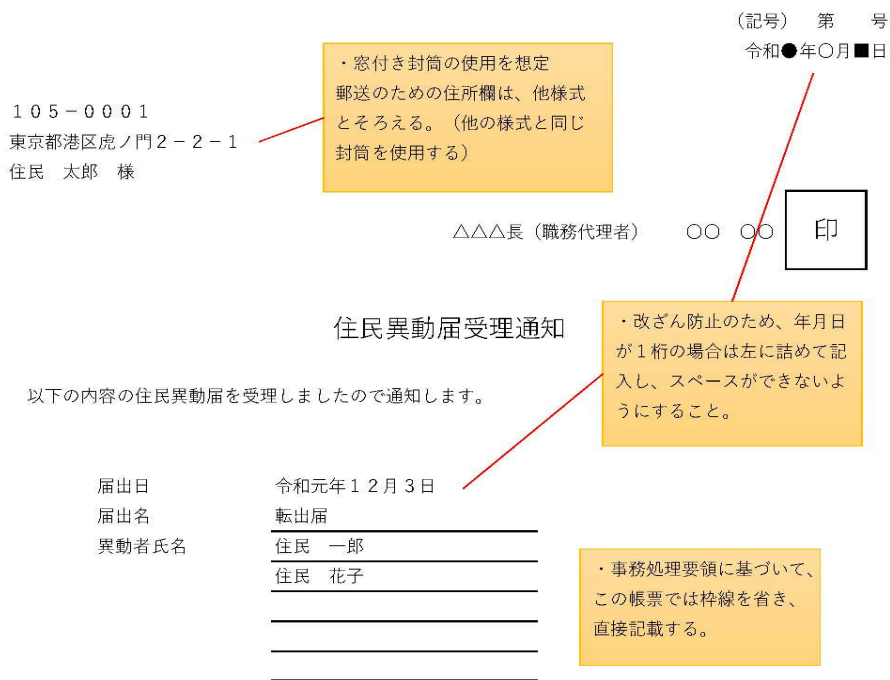 (記号)　第　　号
令和●年○月■日
・窓付き封筒の使用を想定
郵送のための住所欄は、他様式
とそろえる。（他の様式と同じ
封筒を使用する）
１０５－０００１
東京都港区虎ノ門２－２－１
住民　太郎　様
△△△長（職務代理者）　　○○　○○
印
住民異動届受理通知
・改ざん防止のため、年月日
が１桁の場合は左に詰めて記
入し、スペースができないよ
うにすること。
以下の内容の住民異動届を受理しましたので通知します。
届出日　令和元年１２月３日
届出名　転出届
異動者氏名　住民　一郎
住民　花子
・事務処理要領に基づいて、
この帳票では枠線を省き、
直接記載する。